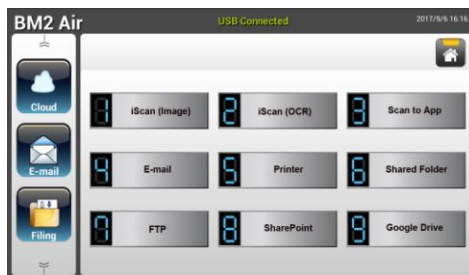 BM2 Air USB Connected 2017/9/6 16:16
Cloud
E-mail
Filing
1 iScan (Image) 2 iScan (OCR) 3 Scan to App
4 E-mail 5 Printer 6 Shared Folder
7 FTP 8 SharePoint 9 Google Drive